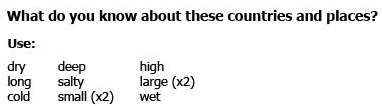 What do you know about these countries and places?
Use:
dry deep high
long salty large (x2)
cold small (x2) wet